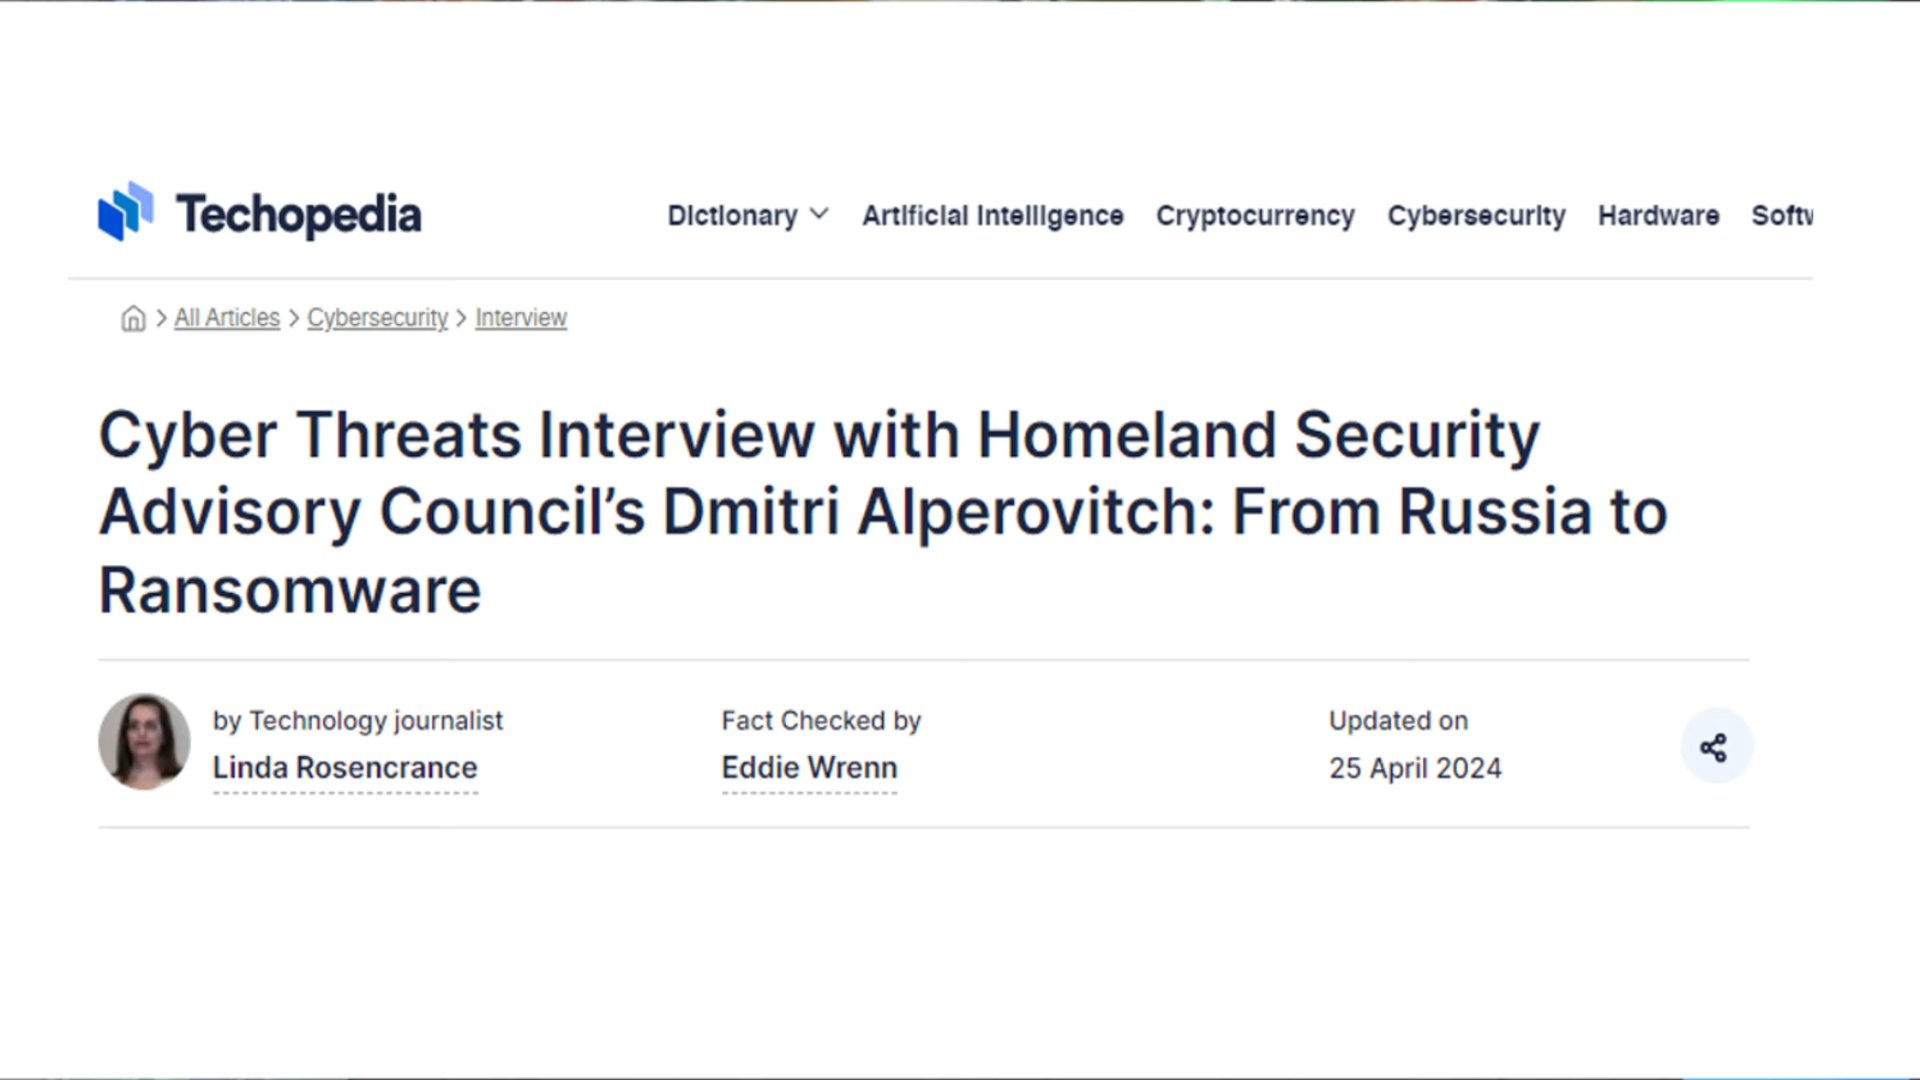 Techopedia
Dictionary Artificial Intelligence Cryptocurrency Cybersecurity Hardware
All Articles > Cybersecurity > Interview
Cyber Threats Interview with Homeland Security
Advisory Council’s Dmitri Alperovitch: From Russia to
Ransomware
by Technology journalist
Linda Rosencrance
Fact Checked by
Eddie Wrenn
Updated on
25 April 2024